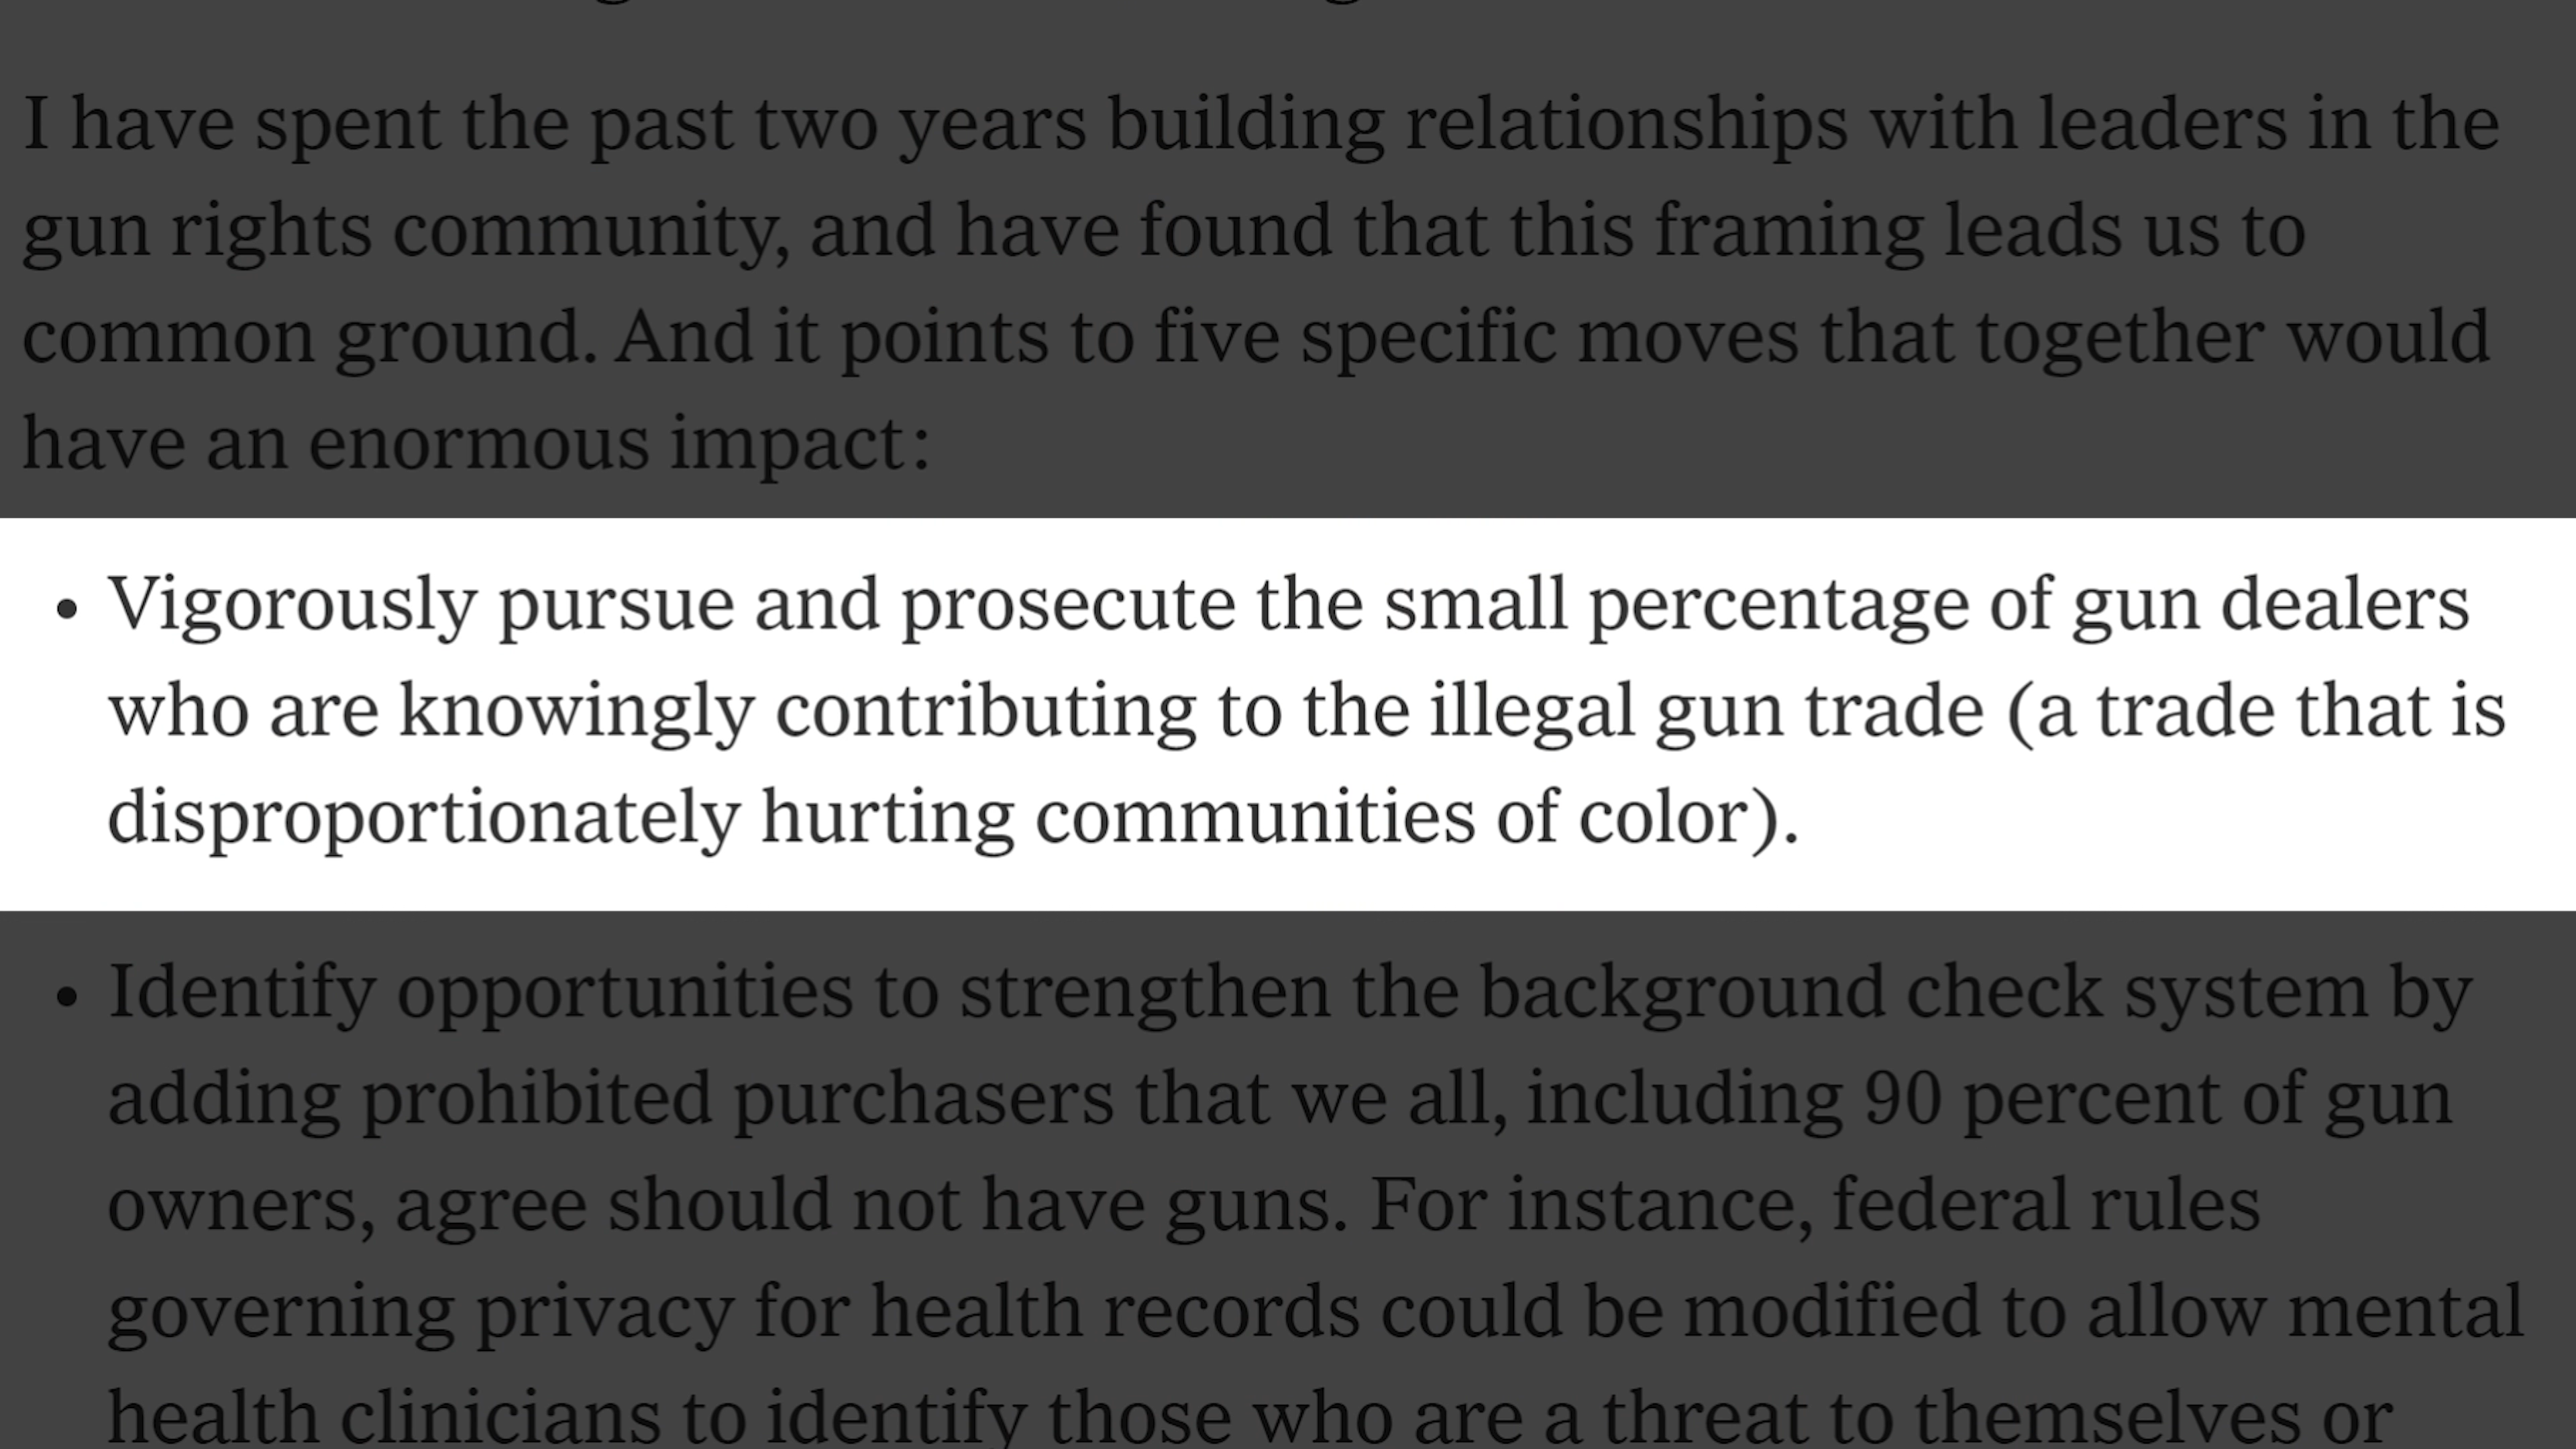 I have spent the past two years building relationships with leaders in the
gun rights community, and have found that this framing leads us to
common ground. And it points to five specific moves that together would
have an enormous impact:
• Vigorously pursue and prosecute the small percentage of gun dealers
who are knowingly contributing to the illegal gun trade (a trade that is
disproportionately hurting communities of color).
• Identify opportunities to strengthen the background check system by
adding prohibited purchasers that we all, including 90 percent of gun
owners, agree should not have guns. For instance, federal rules
governing privacy for health records could be modified to allow mental
health clinicians to identify those who are a threat to themselves or